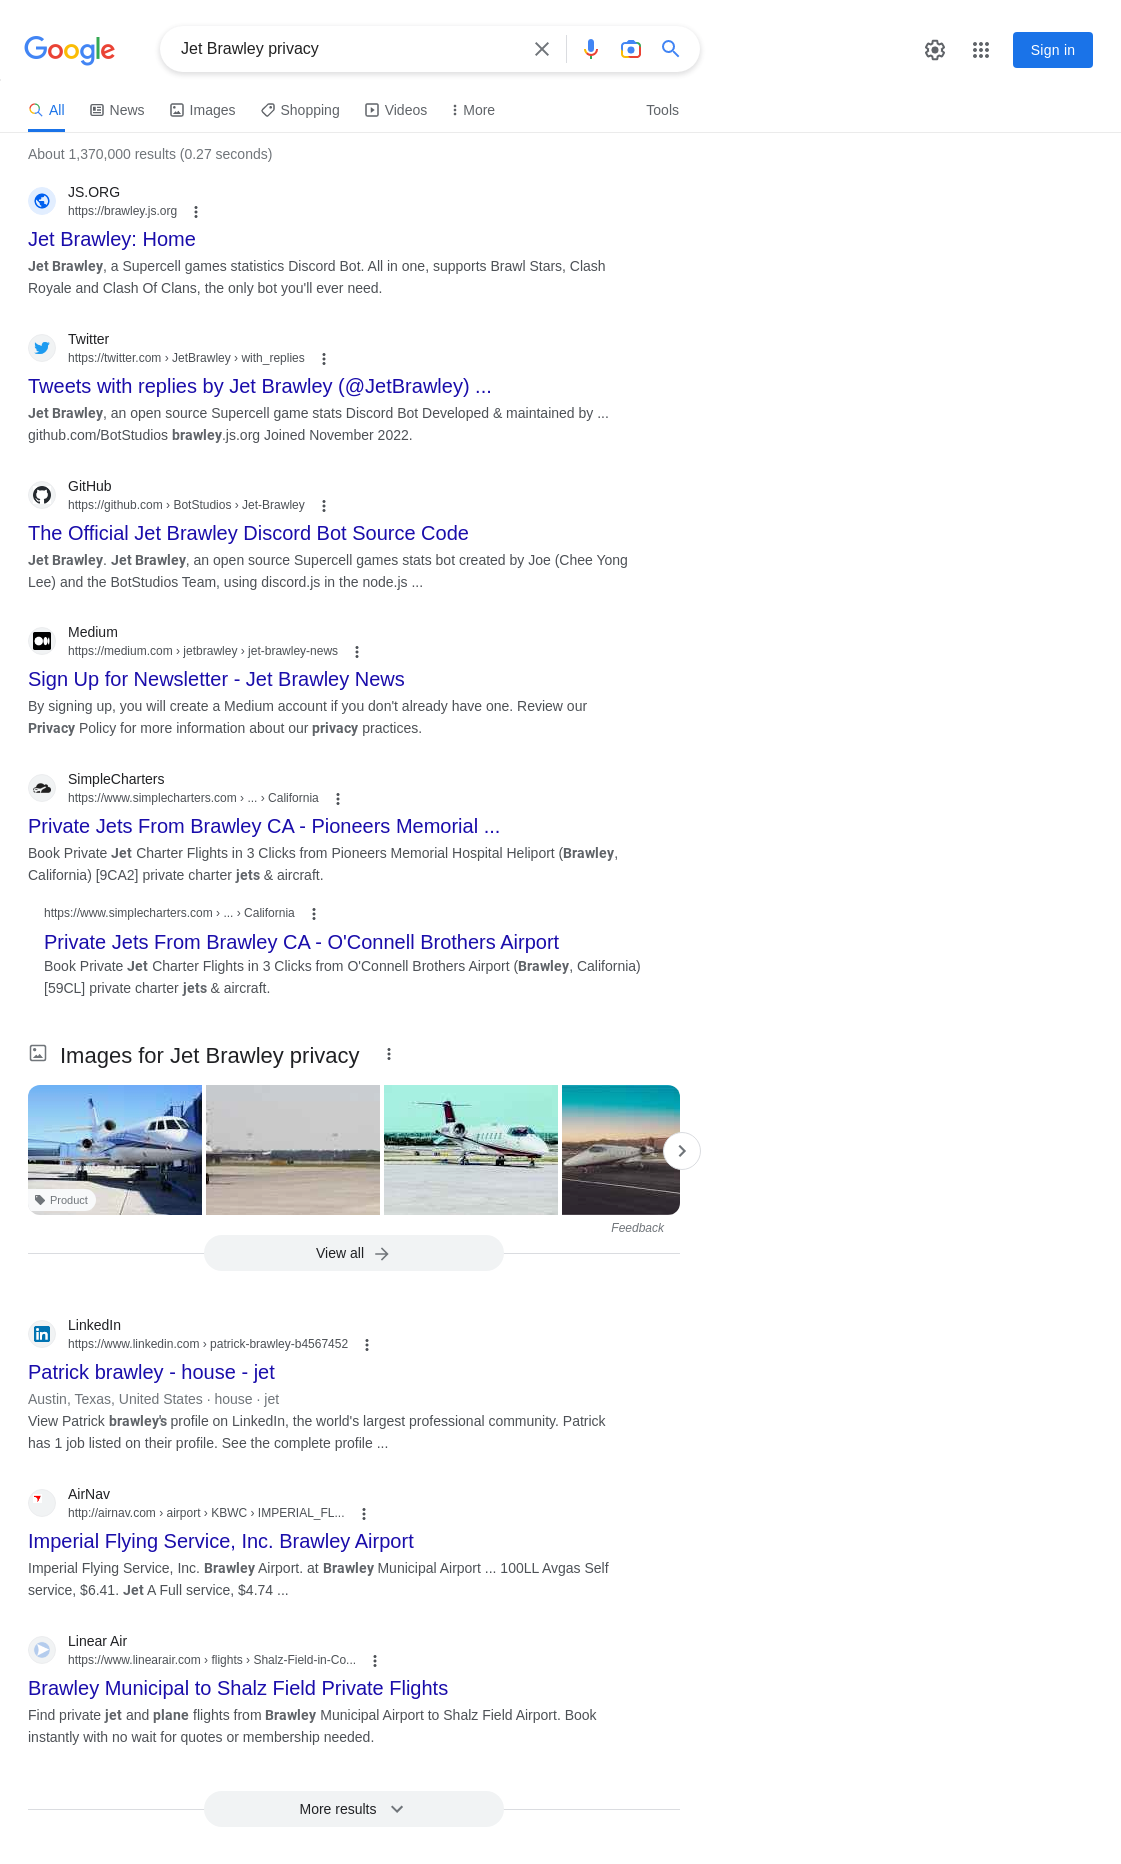 Google
Jet Brawley privacy
Sign in
All
News
Images
Shopping
Videos
More
Tools
About 1,370,000 results (0.27 seconds)
JS.ORG
https://brawley.js.org
Jet Brawley: Home
Jet Brawley, a Supercell games statistics Discord Bot. All in one, supports Brawl Stars, Clash
Royale and Clash Of Clans, the only bot you'll ever need.
Twitter
https://twitter.com › JetBrawley › with_replies
Tweets with replies by Jet Brawley (@JetBrawley) ...
Jet Brawley, an open source Supercell game stats Discord Bot Developed & maintained by ...
github.com/BotStudios brawley.js.org Joined November 2022.
GitHub
https://github.com › BotStudios › Jet-Brawley
The Official Jet Brawley Discord Bot Source Code
Jet Brawley. Jet Brawley, an open source Supercell games stats bot created by Joe (Chee Yong
Lee) and the BotStudios Team, using discord.js in the node.js ...
Medium
https://medium.com › jetbrawley › jet-brawley-news
Sign Up for Newsletter - Jet Brawley News
By signing up, you will create a Medium account if you don't already have one. Review our
Privacy Policy for more information about our privacy practices.
SimpleCharters
https://www.simplecharters.com › ... › California
Private Jets From Brawley CA - Pioneers Memorial ...
Book Private Jet Charter Flights in 3 Clicks from Pioneers Memorial Hospital Heliport (Brawley,
California) [9CA2] private charter jets & aircraft.
https://www.simplecharters.com › ... › California
Private Jets From Brawley CA - O'Connell Brothers Airport
Book Private Jet Charter Flights in 3 Clicks from O'Connell Brothers Airport (Brawley, California)
[59CL] private charter jets & aircraft.
Images for Jet Brawley privacy
Product
Feedback
View all
LinkedIn
https://www.linkedin.com › patrick-brawley-b4567452
Patrick brawley - house - jet
Austin, Texas, United States · house · jet
View Patrick brawley's profile on LinkedIn, the world's largest professional community. Patrick
has 1 job listed on their profile. See the complete profile ...
AirNav
http://airnav.com › airport › KBWC › IMPERIAL_FL...
Imperial Flying Service, Inc. Brawley Airport
Imperial Flying Service, Inc. Brawley Airport. at Brawley Municipal Airport ... 100LL Avgas Self
service, $6.41. Jet A Full service, $4.74 ...
Linear Air
https://www.linearair.com › flights › Shalz-Field-in-Co...
Brawley Municipal to Shalz Field Private Flights
Find private jet and plane flights from Brawley Municipal Airport to Shalz Field Airport. Book
instantly with no wait for quotes or membership needed.
More results